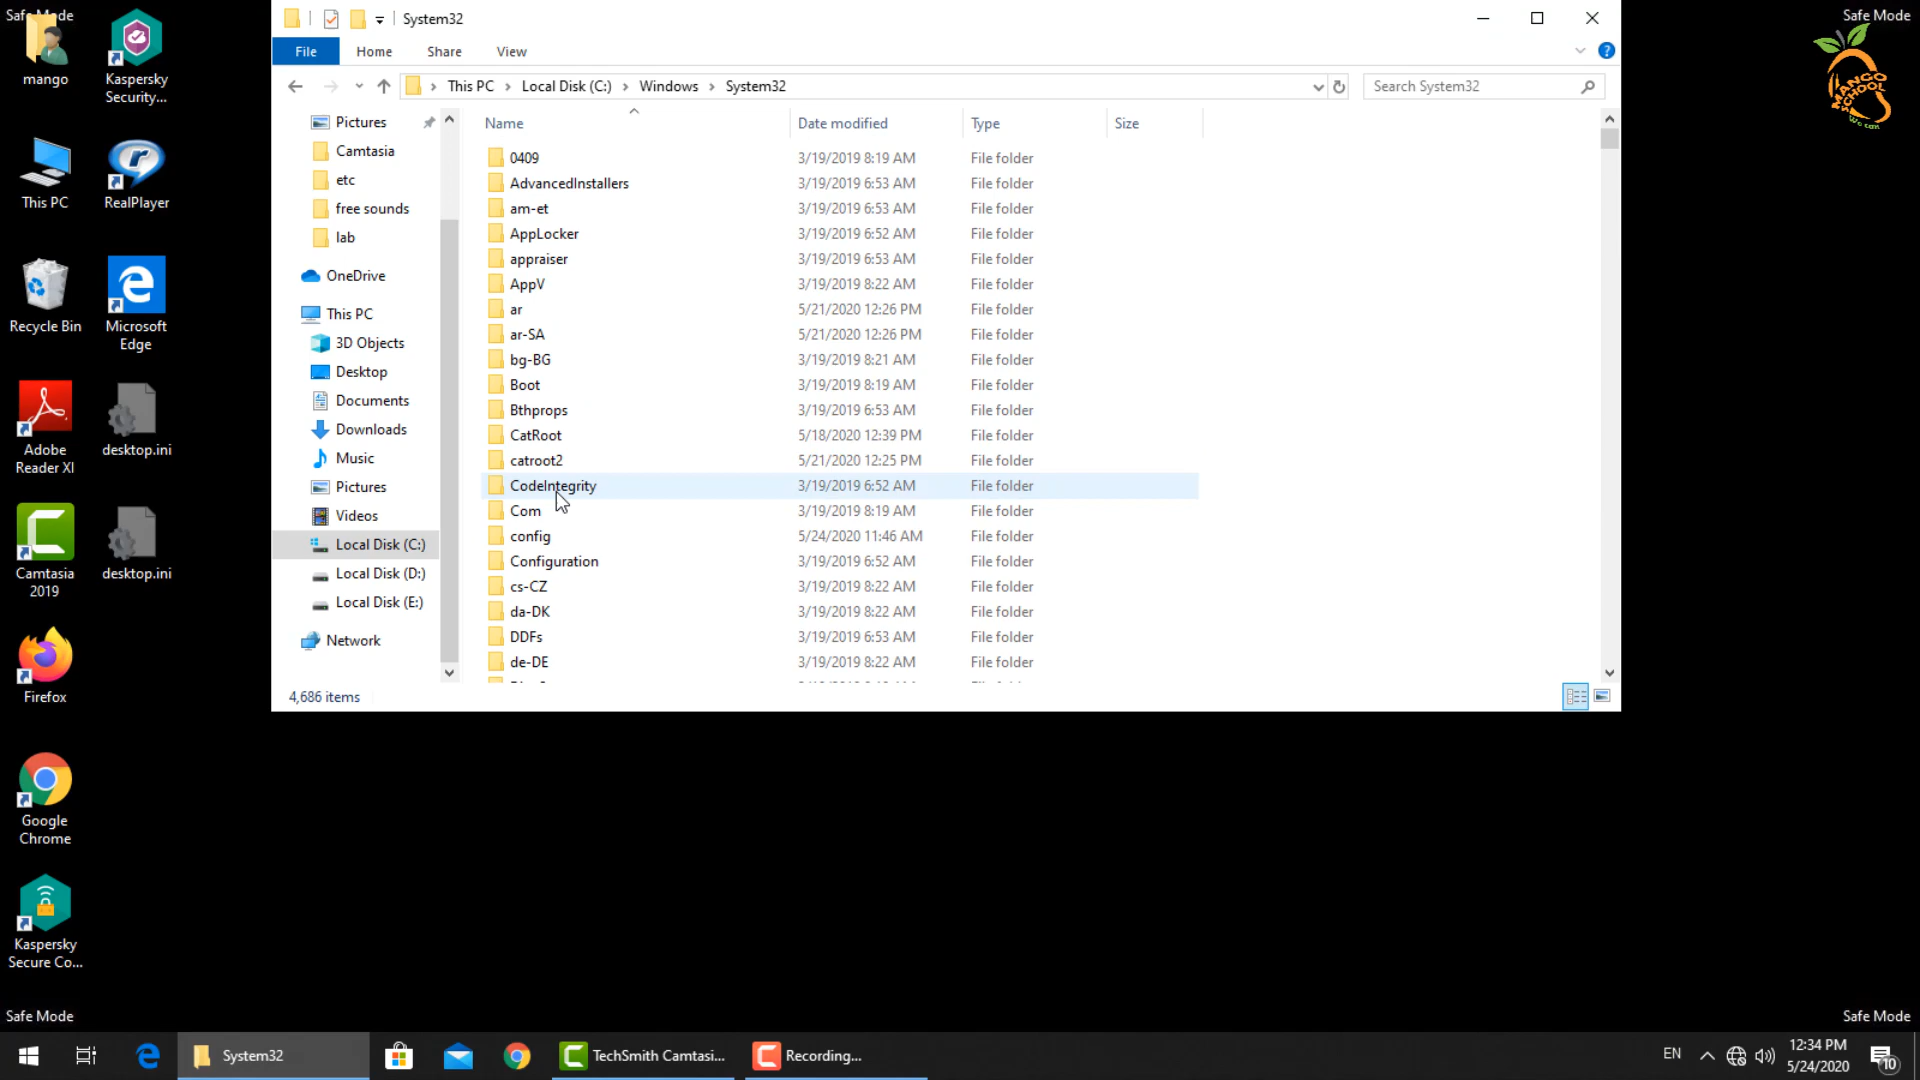 Safe Mode
Safe Mode
mango
Kaspersky
Security...
This PC
RealPlayer
Recycle Bin
Microsoft
Edge
Adobe
Reader XI
desktop.ini
Camtasia
2019
desktop.ini
Firefox
Google
Chrome
Kaspersky
Secure Co...
MANGO
SCHOOL
We can
System32
File
Home
Share
View
This PC
Local Disk (C:)
Windows
System32
Search System32
Pictures
Camtasia
etc
free sounds
lab
OneDrive
This PC
3D Objects
Desktop
Documents
Downloads
Music
Pictures
Videos
Local Disk (C:)
Local Disk (D:)
Local Disk (E:)
Network
Name Date modified Type Size
0409 3/19/2019 8:19 AM File folder
AdvancedInstallers 3/19/2019 6:53 AM File folder
am-et 3/19/2019 6:53 AM File folder
AppLocker 3/19/2019 6:52 AM File folder
appraiser 3/19/2019 6:53 AM File folder
AppV 3/19/2019 8:22 AM File folder
ar 5/21/2020 12:26 PM File folder
ar-SA 5/21/2020 12:26 PM File folder
bg-BG 3/19/2019 8:21 AM File folder
Boot 3/19/2019 8:19 AM File folder
Bthprops 3/19/2019 6:53 AM File folder
CatRoot 5/18/2020 12:39 PM File folder
catroot2 5/21/2020 12:25 PM File folder
CodeIntegrity 3/19/2019 6:52 AM File folder
Com 3/19/2019 8:19 AM File folder
config 5/24/2020 11:46 AM File folder
Configuration 3/19/2019 6:52 AM File folder
cs-CZ 3/19/2019 8:22 AM File folder
da-DK 3/19/2019 8:22 AM File folder
DDFs 3/19/2019 6:53 AM File folder
de-DE 3/19/2019 8:22 AM File folder
4,686 items
Safe Mode
Safe Mode
System32
TechSmith Camtasi...
Recording...
EN
12:34 PM
5/24/2020
10